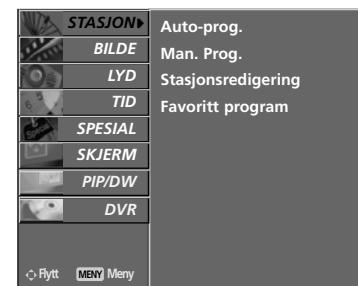 STASJON
BILDE
LYD
TID
SPESIAL
SKJERM
PIP/DW
DVR
Flytt MENY Meny
Auto-prog.
Man. Prog.
Stasjonsredigering
Favoritt program